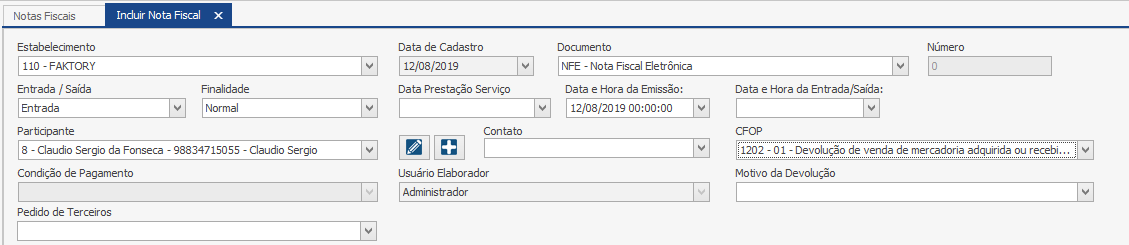 Notas Fiscais Incluir Nota Fiscal ✕
Estabelecimento Data de Cadastro Documento Número
110 - FAKTORY 12/08/2019 NFE - Nota Fiscal Eletrônica 0
Entrada / Saída Finalidade Data Prestação Serviço Data e Hora da Emissão: Data e Hora da Entrada/Saída:
Entrada Normal 12/08/2019 00:00:00
Participante Contato CFOP
8 - Claudio Sergio da Fonseca - 98834715055 - Claudio Sergio 1202 - 01 - Devolução de venda de mercadoria adquirida ou recebi...
Condição de Pagamento Usuário Elaborador Motivo da Devolução
Administrador
Pedido de Terceiros